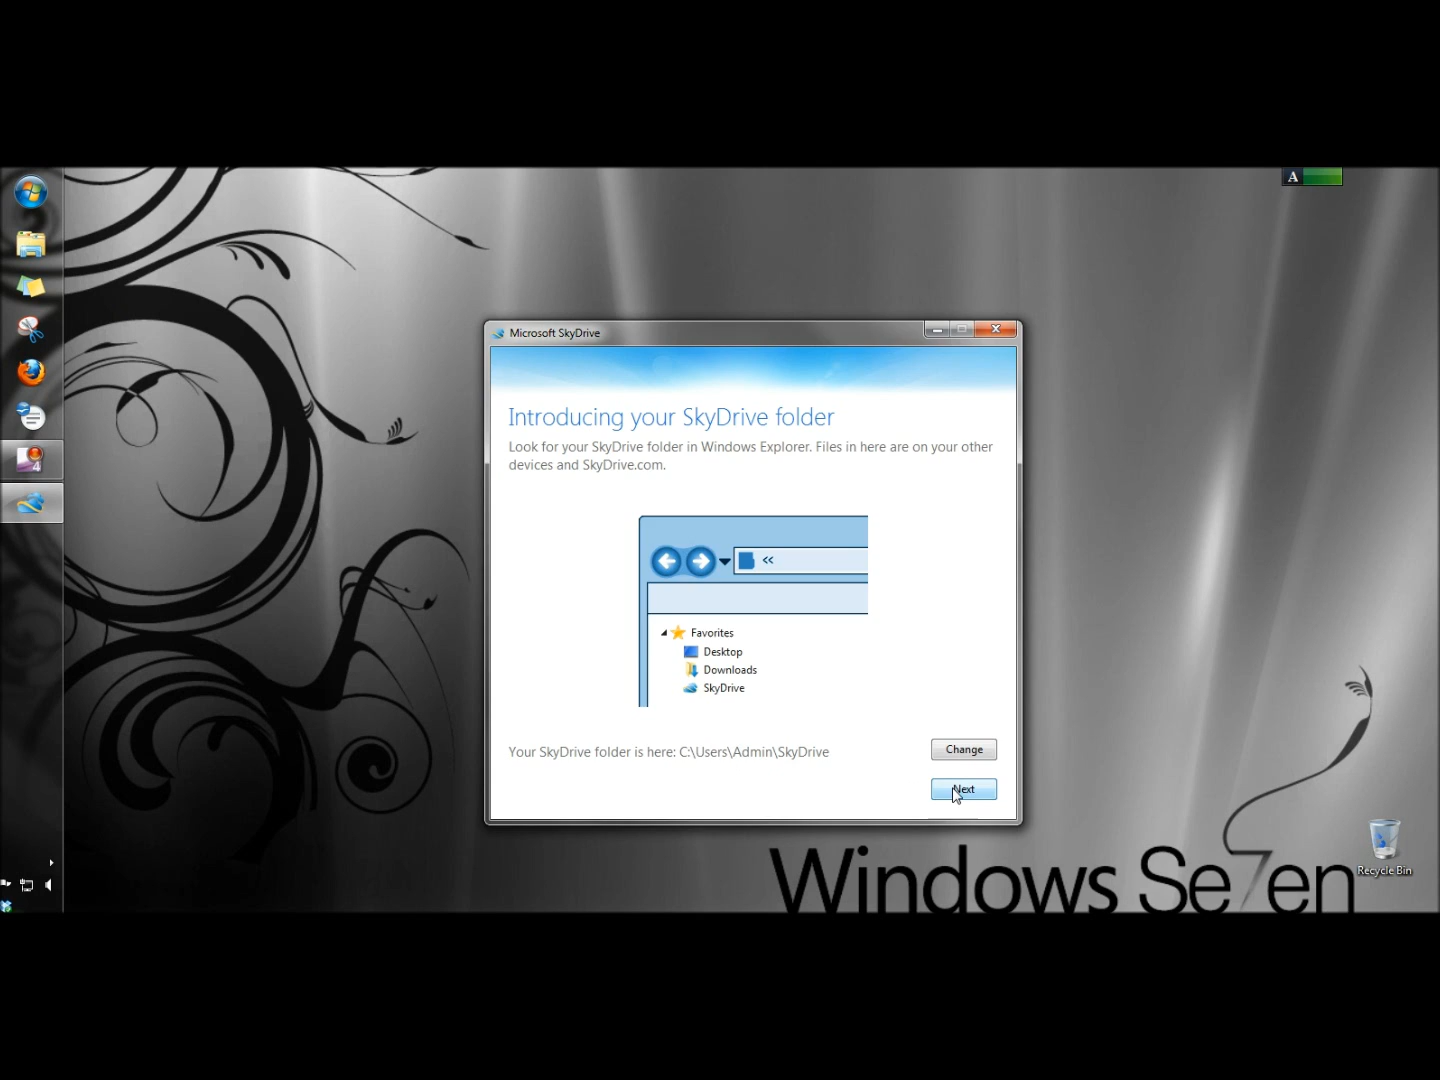 A
Microsoft SkyDrive
Introducing your SkyDrive folder
Look for your SkyDrive folder in Windows Explorer. Files in here are on your other
devices and SkyDrive.com.
<<
Favorites
Desktop
Downloads
SkyDrive
Your SkyDrive folder is here: C:\Users\Admin\SkyDrive
Change
Next
4
Windows Se7en
Recycle Bin